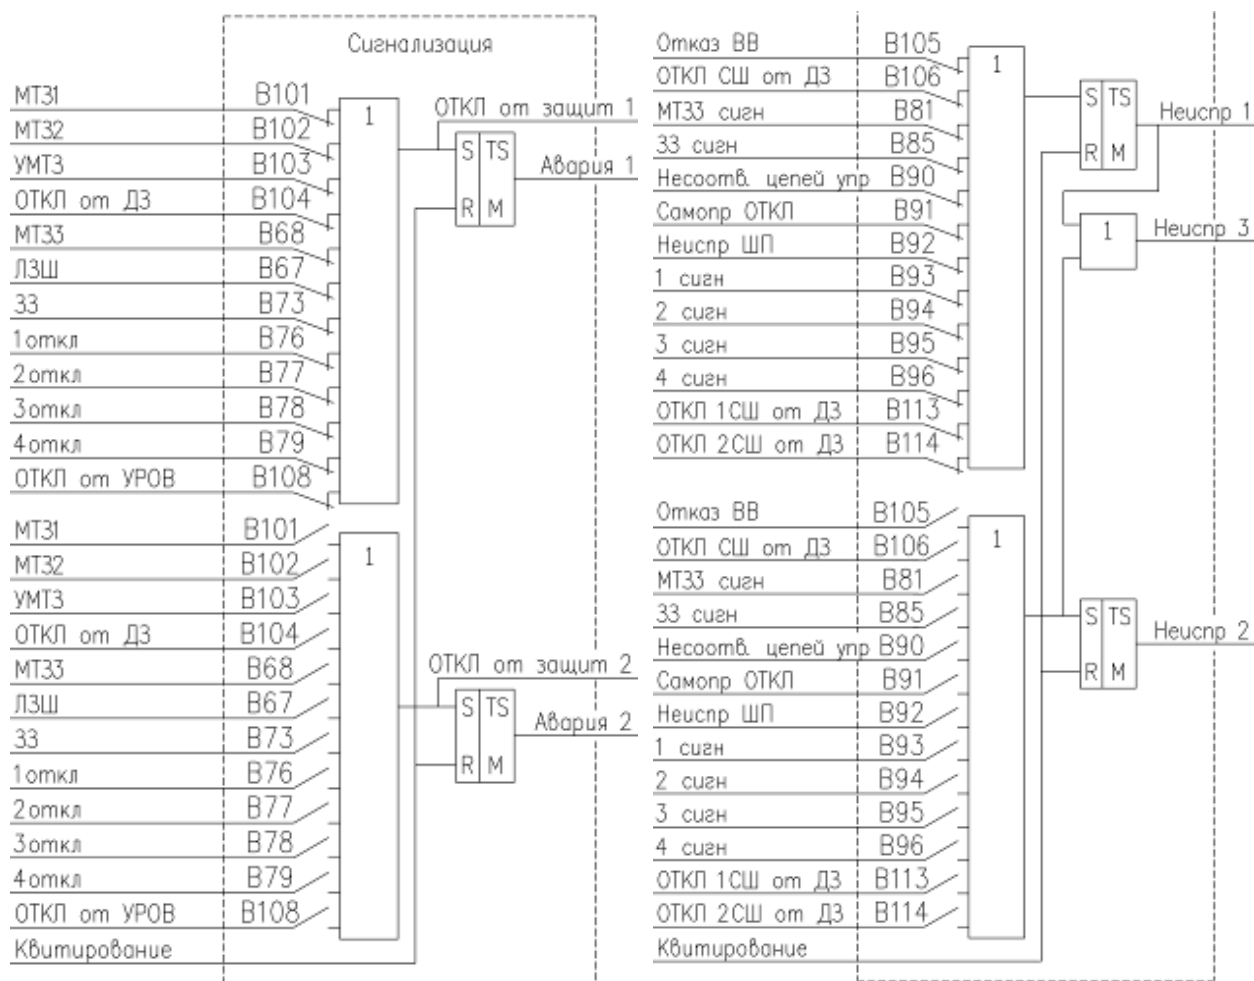 Сигнализация
МТЗ1 В101
МТЗ2 В102
УМТЗ В103
ОТКЛ от ДЗ В104
МТЗ3 В68
ЛЗШ В67
ЗЗ В73
1откл В76
2откл В77
3откл В78
4откл В79
ОТКЛ от УРОВ В108
1
ОТКЛ от защит 1
S TS
R M
Авария 1
МТЗ1 В101
МТЗ2 В102
УМТЗ В103
ОТКЛ от ДЗ В104
МТЗ3 В68
ЛЗШ В67
ЗЗ В73
1откл В76
2откл В77
3откл В78
4откл В79
ОТКЛ от УРОВ В108
Квитирование
1
ОТКЛ от защит 2
S TS
R M
Авария 2
Отказ ВВ В105
ОТКЛ СШ от ДЗ В106
МТЗ3 сигн В81
ЗЗ сигн В85
Несоотв. цепей упр В90
Самопр ОТКЛ В91
Неиспр ШП В92
1 сигн В93
2 сигн В94
3 сигн В95
4 сигн В96
ОТКЛ 1СШ от ДЗ В113
ОТКЛ 2СШ от ДЗ В114
1
S TS
R M
Неиспр 1
1
Неиспр 3
Отказ ВВ В105
ОТКЛ СШ от ДЗ В106
МТЗ3 сигн В81
ЗЗ сигн В85
Несоотв. цепей упр В90
Самопр ОТКЛ В91
Неиспр ШП В92
1 сигн В93
2 сигн В94
3 сигн В95
4 сигн В96
ОТКЛ 1СШ от ДЗ В113
ОТКЛ 2СШ от ДЗ В114
Квитирование
1
S TS
R M
Неиспр 2